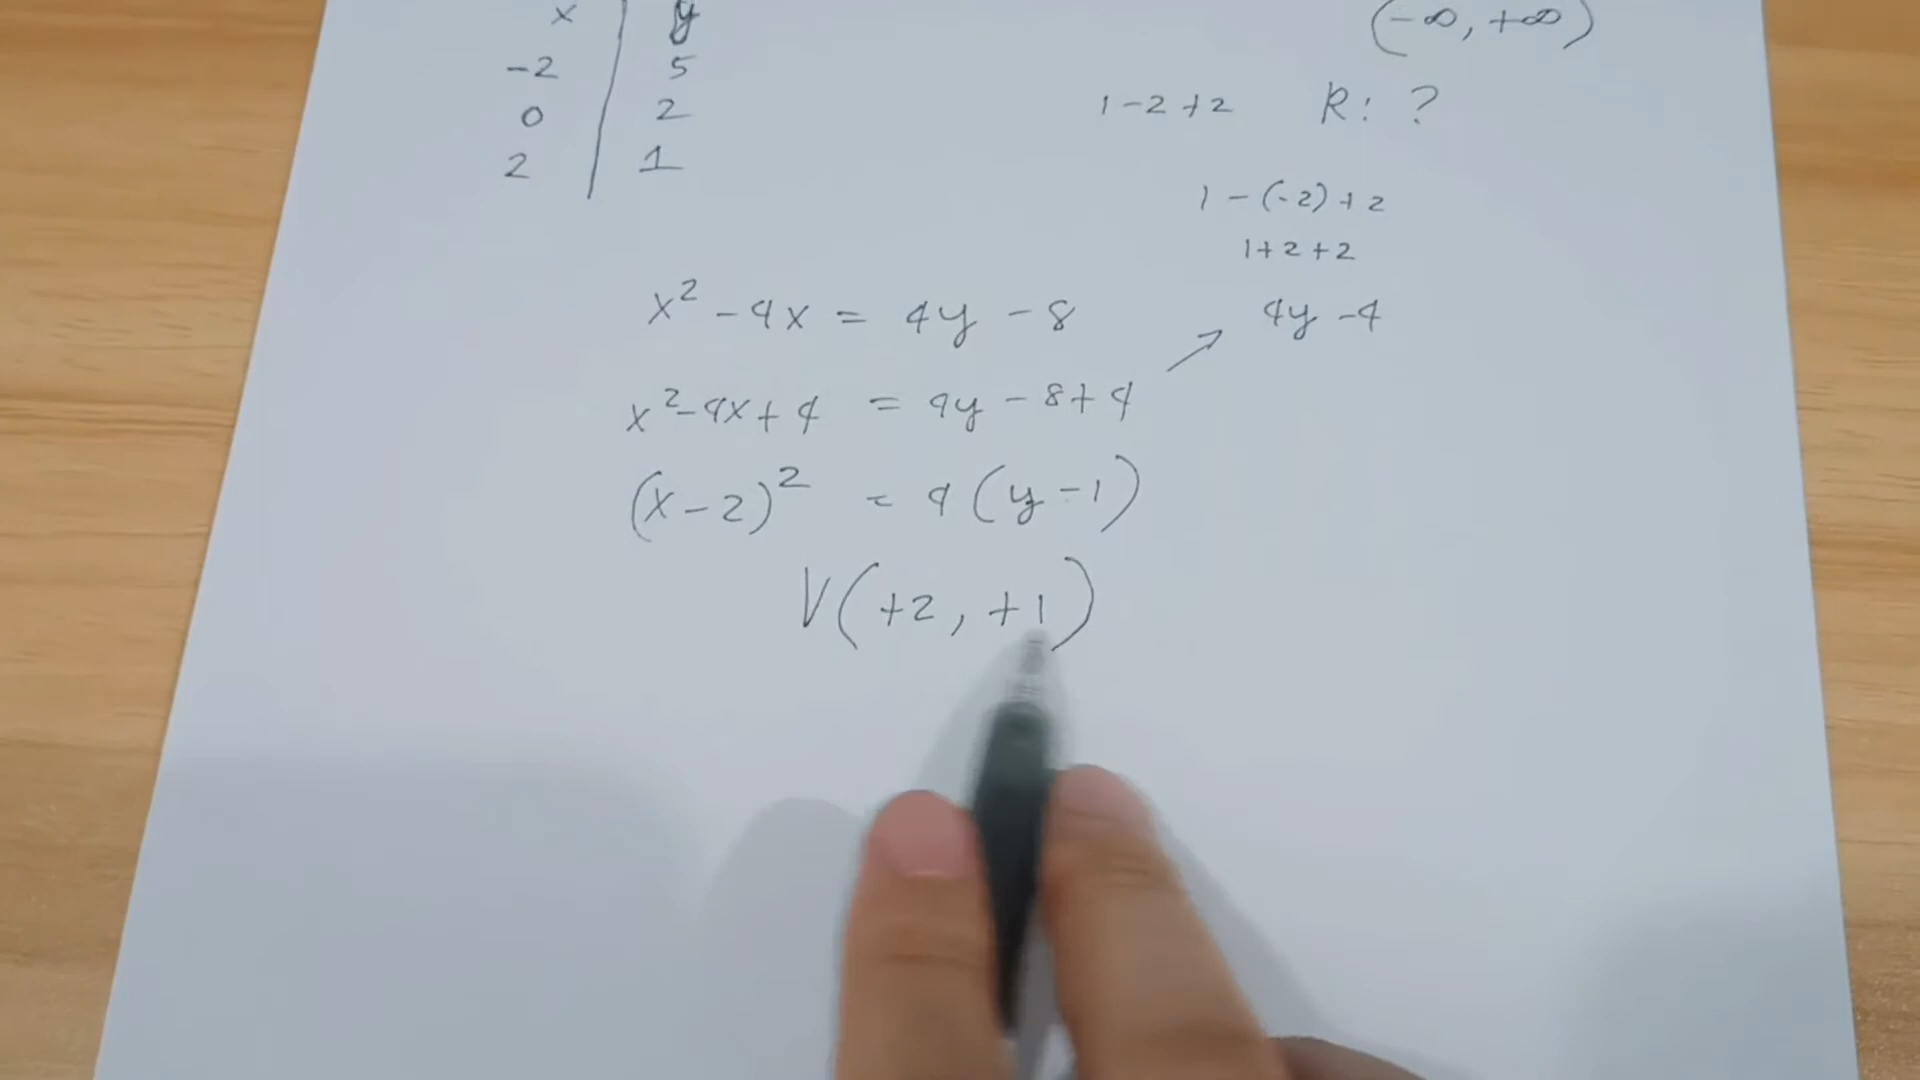 x | y
-2 | 5
0 | 2
2 | 1
(-∞, +∞)
1-2+2
R: ?
1-(-2)+2
1+2+2
x² - 4x = 4y - 8
4y - 4
x² - 4x + 4 = 4y - 8 + 4
(x-2)² = 4(y-1)
V(+2, +1)